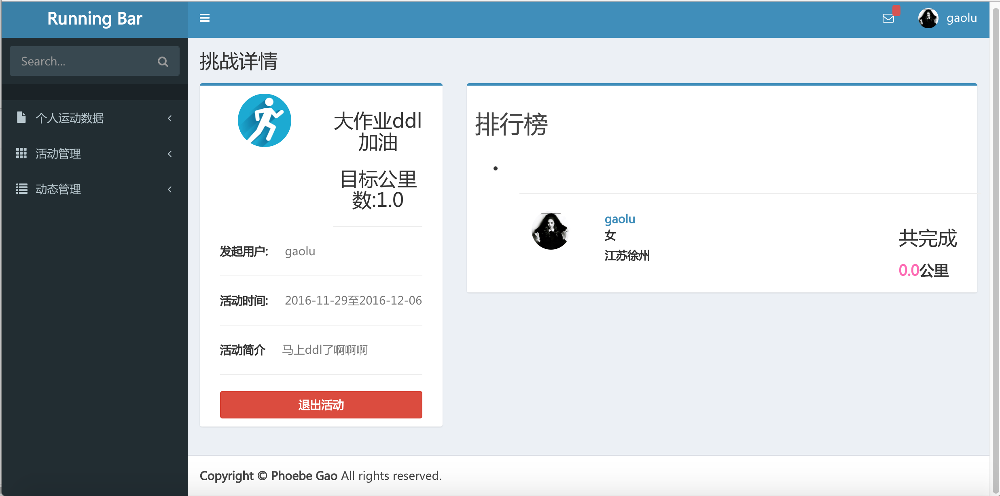 Running Bar
gaolu
Search...
个人运动数据
活动管理
动态管理
挑战详情
大作业ddl
加油
目标公里
数:1.0
发起用户: gaolu
活动时间: 2016-11-29至2016-12-06
活动简介 马上ddl了啊啊啊
退出活动
排行榜
gaolu
女
江苏徐州
共完成
0.0公里
Copyright © Phoebe Gao All rights reserved.